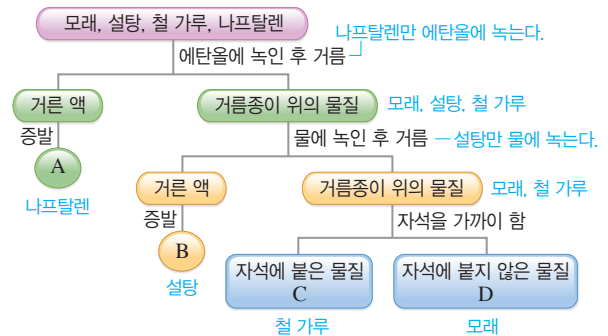 모래, 설탕, 철 가루, 나프탈렌
나프탈렌만 에탄올에 녹는다.
에탄올에 녹인 후 거름
거른 액
거름종이 위의 물질
모래, 설탕, 철 가루
증발
물에 녹인 후 거름
설탕만 물에 녹는다.
A
나프탈렌
거른 액
거름종이 위의 물질
모래, 철 가루
증발
자석을 가까이 함
B
설탕
자석에 붙은 물질
C
자석에 붙지 않은 물질
D
철 가루
모래